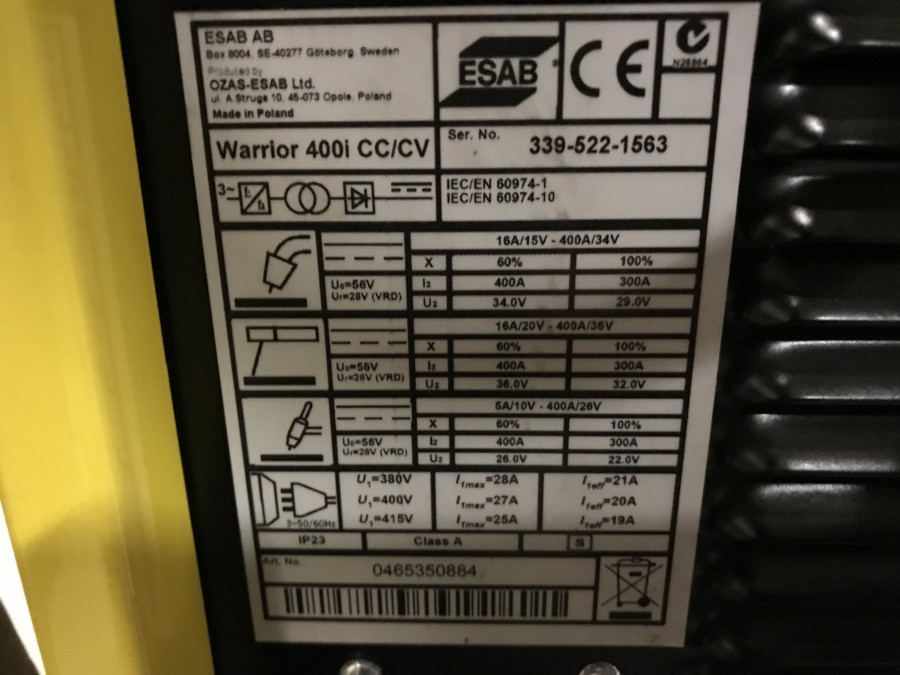 ESAB AB
Box 8004, SE-40277 Göteborg, Sweden
Produced by
OZAS-ESAB Ltd.
ul. A.Struga 10, 45-073 Opole, Poland
Made in Poland
ESAB
CE
N25864
Warrior 400i CC/CV
Ser. No.
339-522-1563
3~ f1 f2
IEC/EN 60974-1
IEC/EN 60974-10
16A/15V - 400A/34V
X 60% 100%
U0=56V I2 400A 300A
Ur=28V (VRD) U2 34.0V 29.0V
16A/20V - 400A/36V
X 60% 100%
U0=56V I2 400A 300A
Ur=28V (VRD) U2 36.0V 32.0V
5A/10V - 400A/26V
X 60% 100%
U0=56V I2 400A 300A
Ur=28V (VRD) U2 26.0V 22.0V
U1=380V I1max=28A I1eff=21A
U1=400V I1max=27A I1eff=20A
3~50/60Hz U1=415V I1max=25A I1eff=19A
IP23 Class A S
Art. No.
0465350884